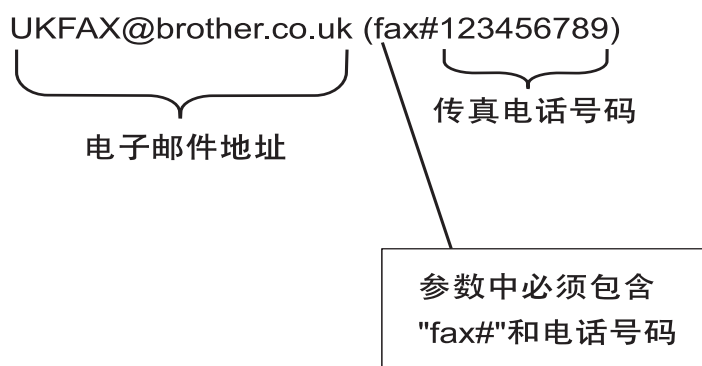 UKFAX@brother.co.uk (fax#123456789)
传真电话号码
电子邮件地址
参数中必须包含
"fax#"和电话号码